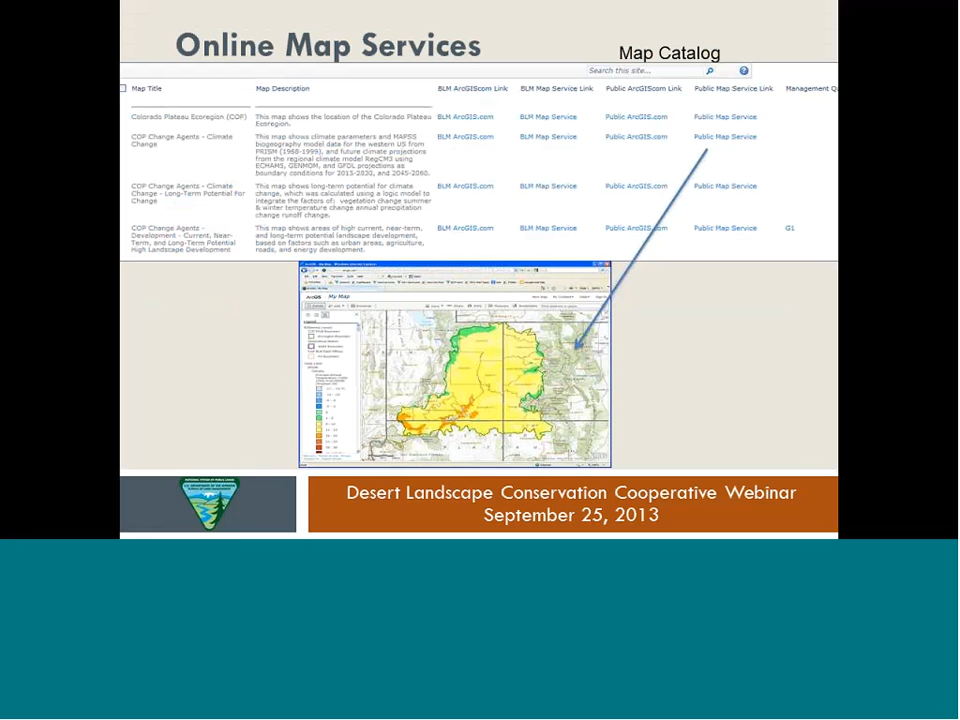 Online Map Services
Map Catalog
Search this site...
Map Title Map Description BLM ArcGIScom Link BLM Map Service Link Public ArcGIScom Link Public Map Service Link Management Qu
Colorado Plateau Ecoregion (COP) This map shows the location of the Colorado Plateau Ecoregion. BLM ArcGIS.com BLM Map Service Public ArcGIS.com Public Map Service
COP Change Agents - Climate
Change
This map shows climate parameters and MAPSS
biogeography model data for the western US from
PRISM (1968-1999), and future climate projections
from the regional climate model RegCM3 using
ECHAM5, GENMOM, and GFDL projections as
boundary conditions for 2015-2030, and 2045-2060.
BLM ArcGIS.com BLM Map Service Public ArcGIS.com Public Map Service
COP Change Agents - Climate
Change - Long-Term Potential For
Change
This map shows long-term potential for climate
change, which was calculated using a logic model to
integrate the factors of: vegetation change summer
& winter temperature change annual precipitation
change runoff change.
BLM ArcGIS.com BLM Map Service Public ArcGIS.com Public Map Service
COP Change Agents -
Development - Current, Near-
Term, and Long-Term Potential
High Landscape Development
This map shows areas of high current, near-term,
and long-term potential landscape development,
based on factors such as urban areas, agriculture,
roads, and energy development.
BLM ArcGIS.com BLM Map Service Public ArcGIS.com Public Map Service G1
ArcGIS My Map
Desert Landscape Conservation Cooperative Webinar
September 25, 2013